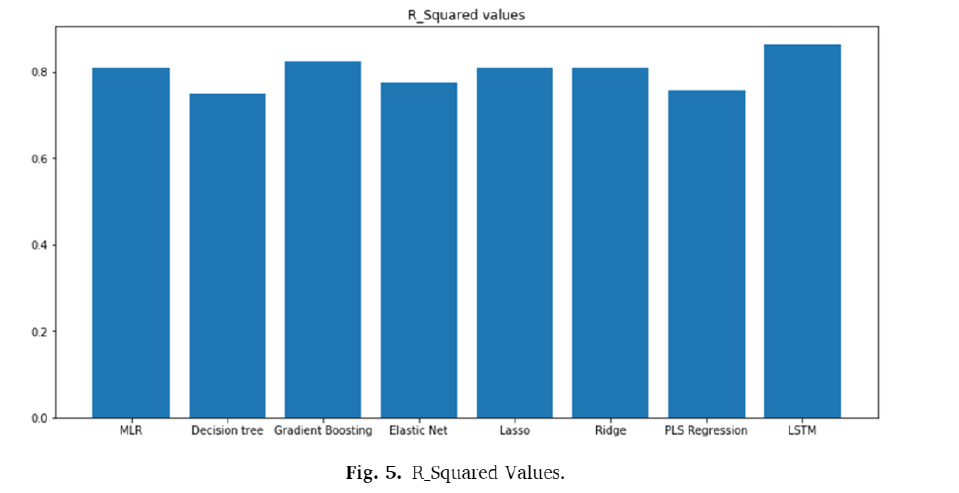 R_Squared values
0.8
0.6
0.4
0.2
0.0
MLR Decision tree Gradient Boosting Elastic Net Lasso Ridge PLS Regression LSTM
Fig. 5. R_Squared Values.